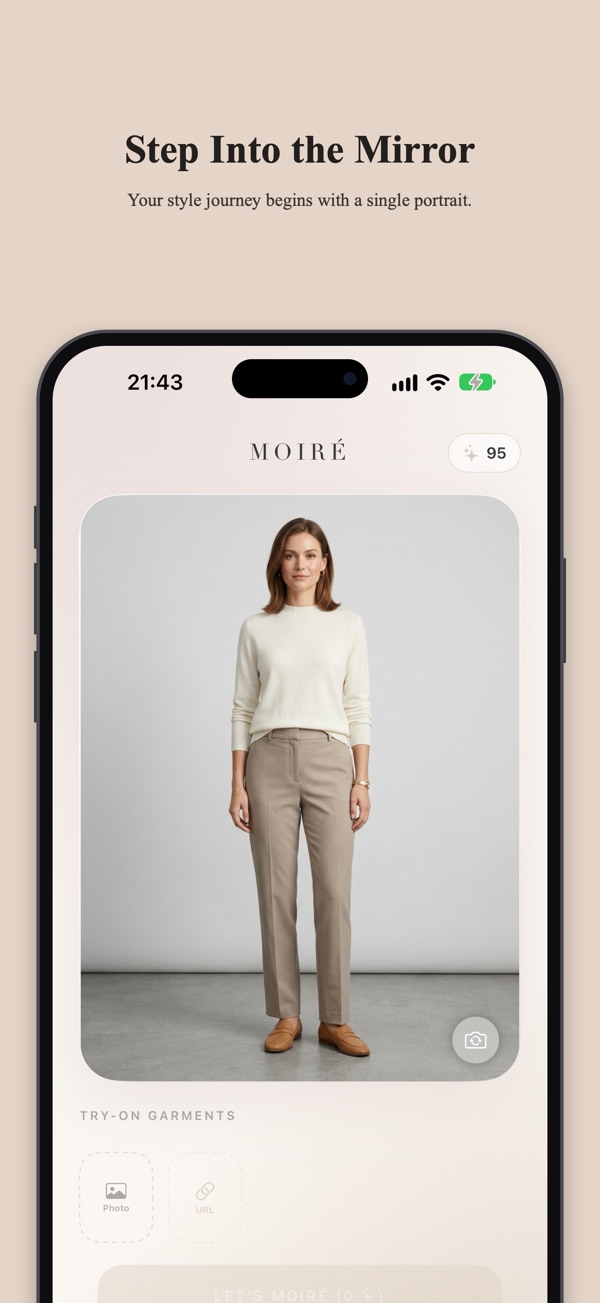 Step Into the Mirror
Your style journey begins with a single portrait.
21:43
MOIRÉ
95
TRY-ON GARMENTS
Photo
URL
LET'S MOIRÉ (0 )